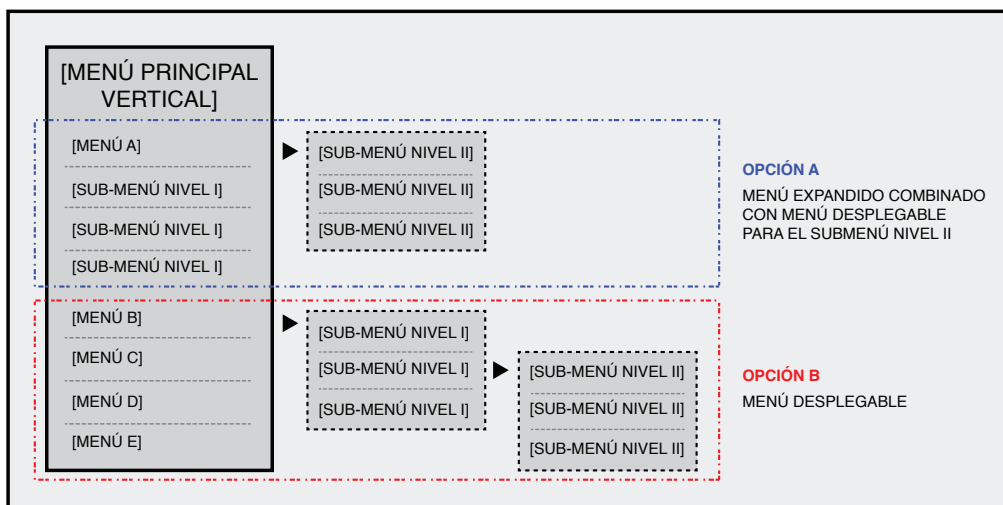 [MENÚ PRINCIPAL
VERTICAL]
[MENÚ A]
[SUB-MENÚ NIVEL I]
[SUB-MENÚ NIVEL I]
[SUB-MENÚ NIVEL I]
[SUB-MENÚ NIVEL II]
[SUB-MENÚ NIVEL II]
[SUB-MENÚ NIVEL II]
OPCIÓN A
MENÚ EXPANDIDO COMBINADO
CON MENÚ DESPLEGABLE
PARA EL SUBMENÚ NIVEL II
[MENÚ B]
[MENÚ C]
[MENÚ D]
[MENÚ E]
[SUB-MENÚ NIVEL I]
[SUB-MENÚ NIVEL I]
[SUB-MENÚ NIVEL I]
[SUB-MENÚ NIVEL II]
[SUB-MENÚ NIVEL II]
[SUB-MENÚ NIVEL II]
OPCIÓN B
MENÚ DESPLEGABLE